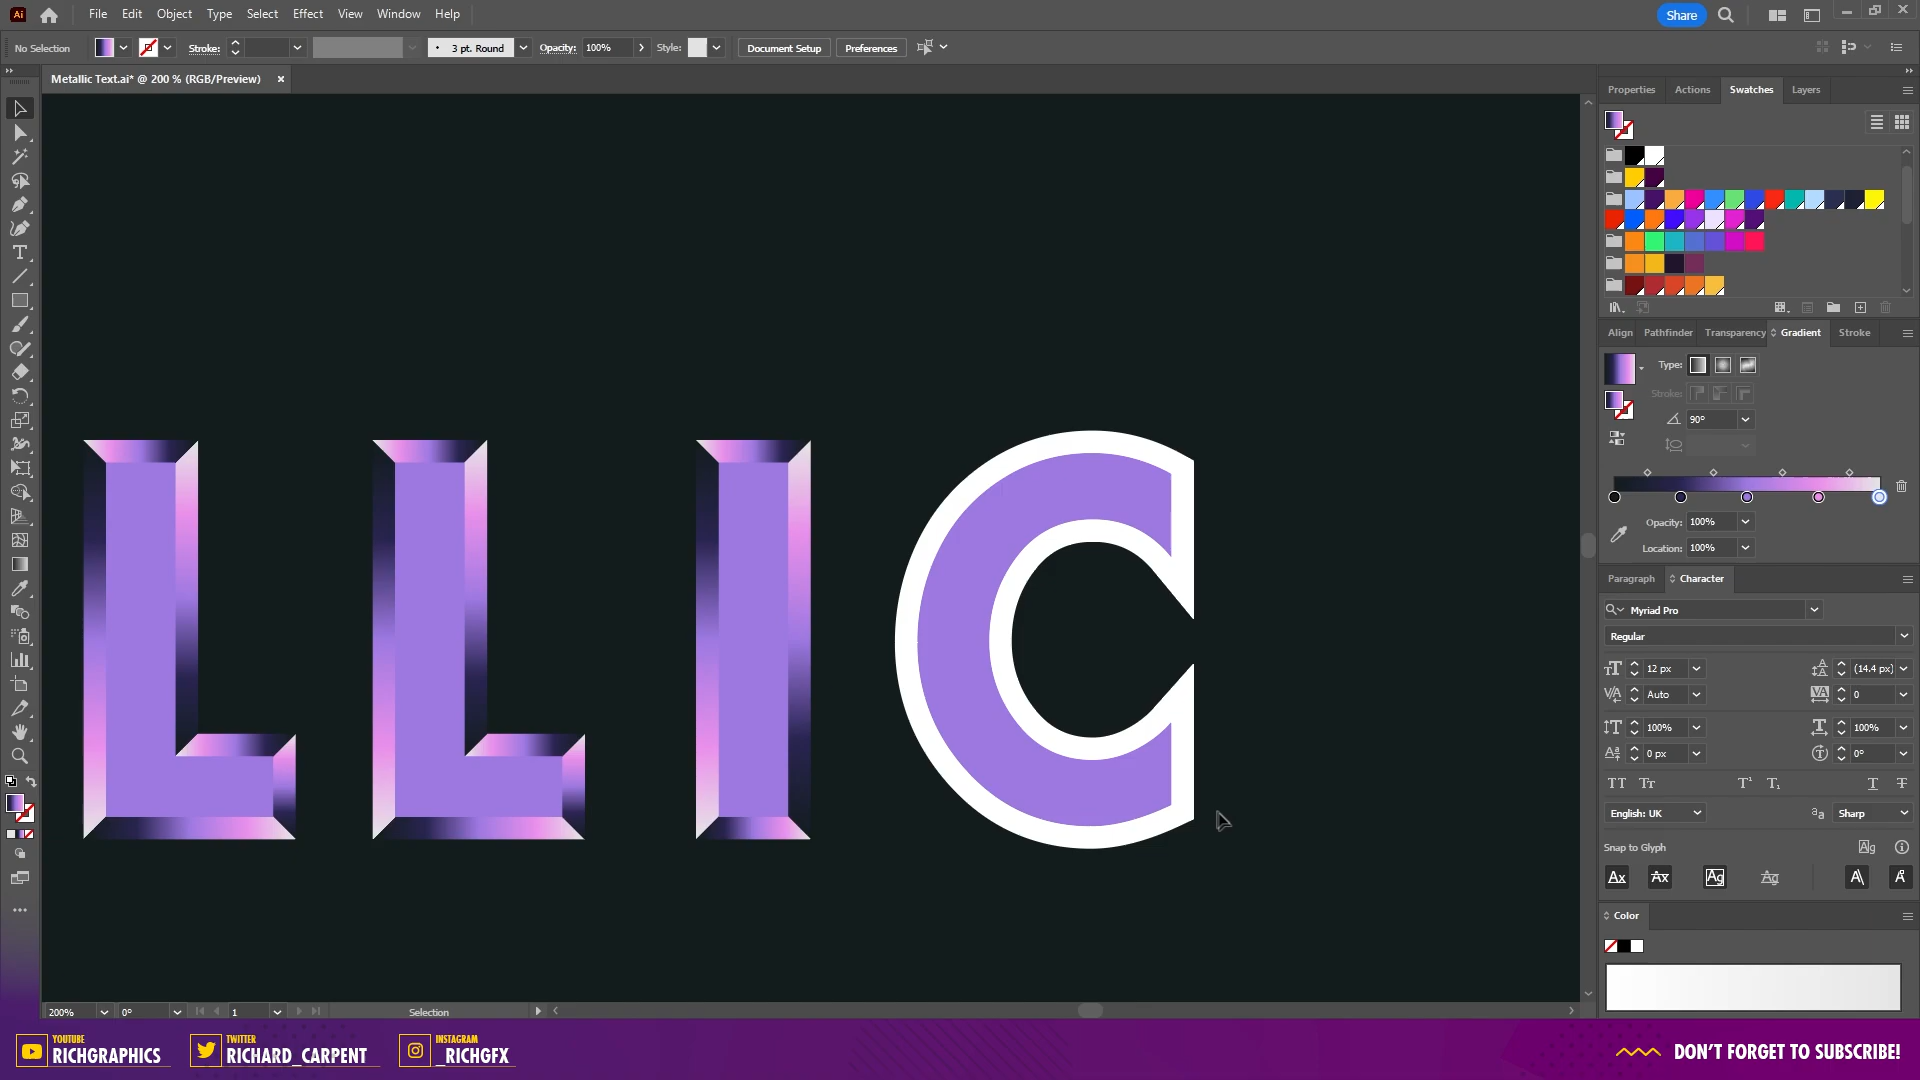 Ai File Edit Object Type Select Effect View Window Help Share
No Selection Stroke: 3 pt. Round Opacity: 100% Style: Document Setup Preferences
Metallic Text.ai* @ 200 % (RGB/Preview) ×
Properties Actions Swatches Layers
Align Pathfinder Transparency Gradient Stroke
Type:
Stroke:
90°
Opacity: 100%
Location: 100%
Paragraph Character
Myriad Pro
Regular
12 px (14.4 px)
Auto 0
100% 100%
0 px 0°
English: UK Sharp
Snap to Glyph
Color
LLIC
200% 0° 1 Selection
YOUTUBE
RICHGRAPHICS
TWITTER
RICHARD_CARPENT
INSTAGRAM
_RICHGFX
DON'T FORGET TO SUBSCRIBE!